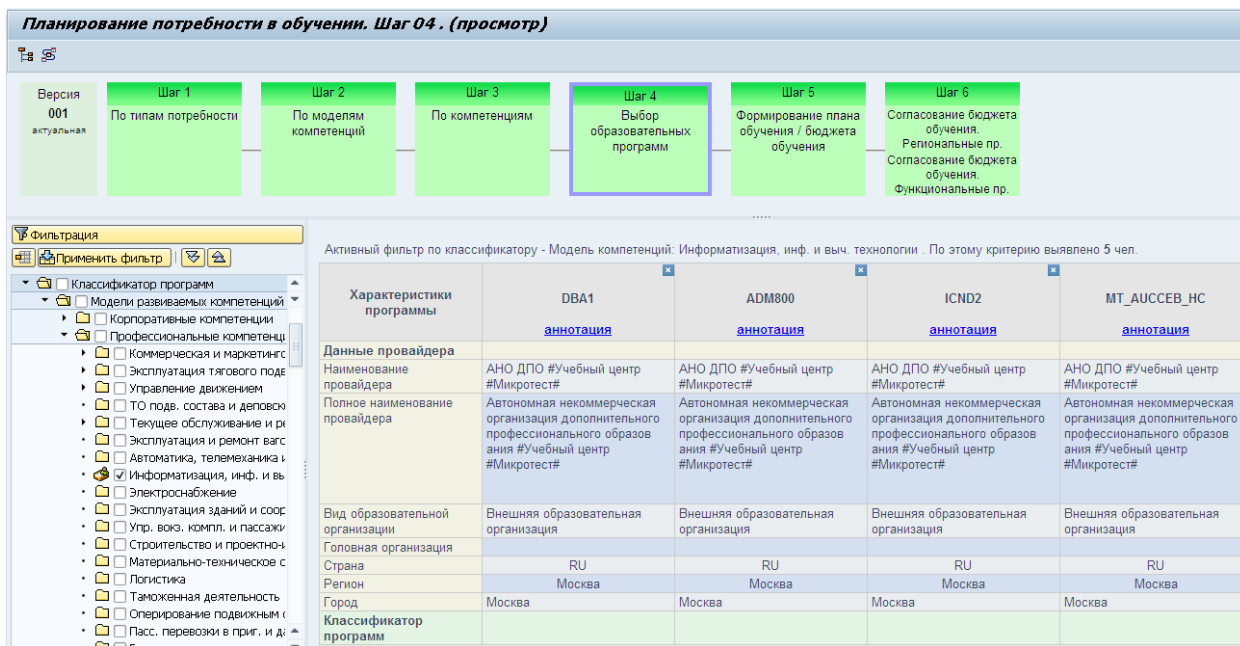 Планирование потребности в обучении. Шаг 04 . (просмотр)
Версия
001
актуальная
Шаг 1
По типам потребности
Шаг 2
По моделям
компетенций
Шаг 3
По компетенциям
Шаг 4
Выбор
образовательных
программ
Шаг 5
Формирование плана
обучения / бюджета
обучения
Шаг 6
Согласование бюджета
обучения.
Региональные пр.
Согласование бюджета
обучения.
Функциональные пр.
Фильтрация
Применить фильтр
Классификатор программ
Модели развиваемых компетенций
Корпоративные компетенции
Профессиональные компетенц
Коммерческая и маркетинго
Эксплуатация тягового подв
Управление движением
ТО подв. состава и деповск
Текущее обслуживание и ре
Эксплуатация и ремонт ваго
Автоматика, телемеханика и
Информатизация, инф. и вы
Электроснабжение
Эксплуатация зданий и соор
Упр. вокз. компл. и пассажи
Строительство и проектно-и
Материально-техническое с
Логистика
Таможенная деятельность
Оперирование подвижным с
Пасс. перевозки в приг. и да
Активный фильтр по классификатору - Модель компетенций: Информатизация, инф. и выч. технологии . По этому критерию выявлено 5 чел.
Характеристики
программы
DBA1
аннотация
ADM800
аннотация
ICND2
аннотация
MT_AUCCEB_HC
аннотация
Данные провайдера
Наименование
провайдера
АНО ДПО #Учебный центр
#Микротест#
АНО ДПО #Учебный центр
#Микротест#
АНО ДПО #Учебный центр
#Микротест#
АНО ДПО #Учебный центр
#Микротест#
Полное наименование
провайдера
Автономная некоммерческая
организация дополнительного
профессионального образов
ания #Учебный центр
#Микротест#
Автономная некоммерческая
организация дополнительного
профессионального образов
ания #Учебный центр
#Микротест#
Автономная некоммерческая
организация дополнительного
профессионального образов
ания #Учебный центр
#Микротест#
Автономная некоммерческая
организация дополнительного
профессионального образов
ания #Учебный центр
#Микротест#
Вид образовательной
организации
Внешняя образовательная
организация
Внешняя образовательная
организация
Внешняя образовательная
организация
Внешняя образовательная
организация
Головная организация
Страна
RU
RU
RU
RU
Регион
Москва
Москва
Москва
Москва
Город
Москва
Москва
Москва
Москва
Классификатор
программ